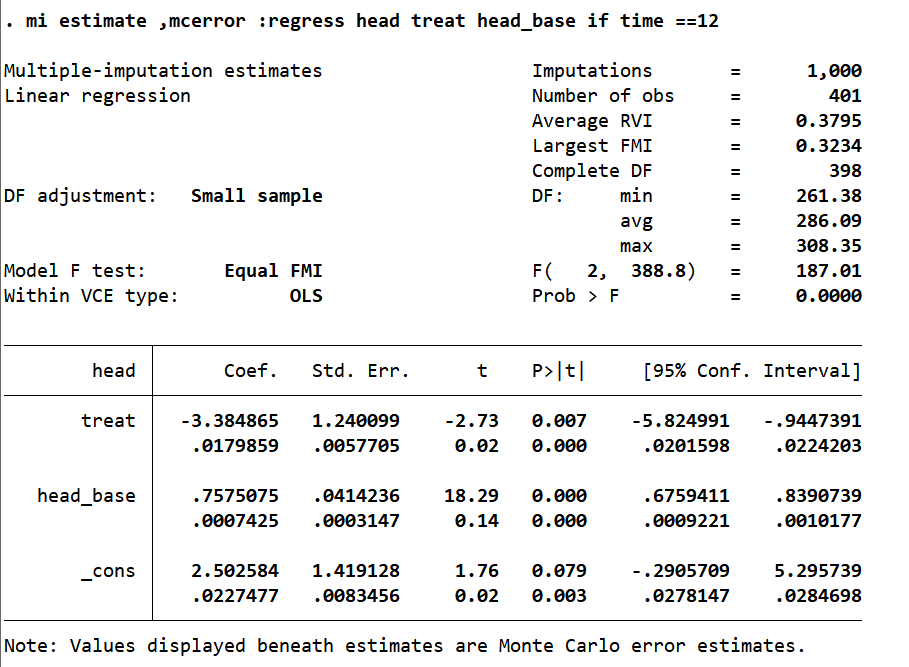 . mi estimate ,mcerror :regress head treat head_base if time ==12
Multiple-imputation estimates Imputations = 1,000
Linear regression Number of obs = 401
Average RVI = 0.3795
Largest FMI = 0.3234
Complete DF = 398
DF adjustment: Small sample DF: min = 261.38
avg = 286.09
max = 308.35
Model F test: Equal FMI F( 2, 388.8) = 187.01
Within VCE type: OLS Prob > F = 0.0000
head Coef. Std. Err. t P>|t| [95% Conf. Interval]
treat -3.384865 1.240099 -2.73 0.007 -5.824991 -.9447391
.0179859 .0057705 0.02 0.000 .0201598 .0224203
head_base .7575075 .0414236 18.29 0.000 .6759411 .8390739
.0007425 .0003147 0.14 0.000 .0009221 .0010177
_cons 2.502584 1.419128 1.76 0.079 -.2905709 5.295739
.0227477 .0083456 0.02 0.003 .0278147 .0284698
Note: Values displayed beneath estimates are Monte Carlo error estimates.